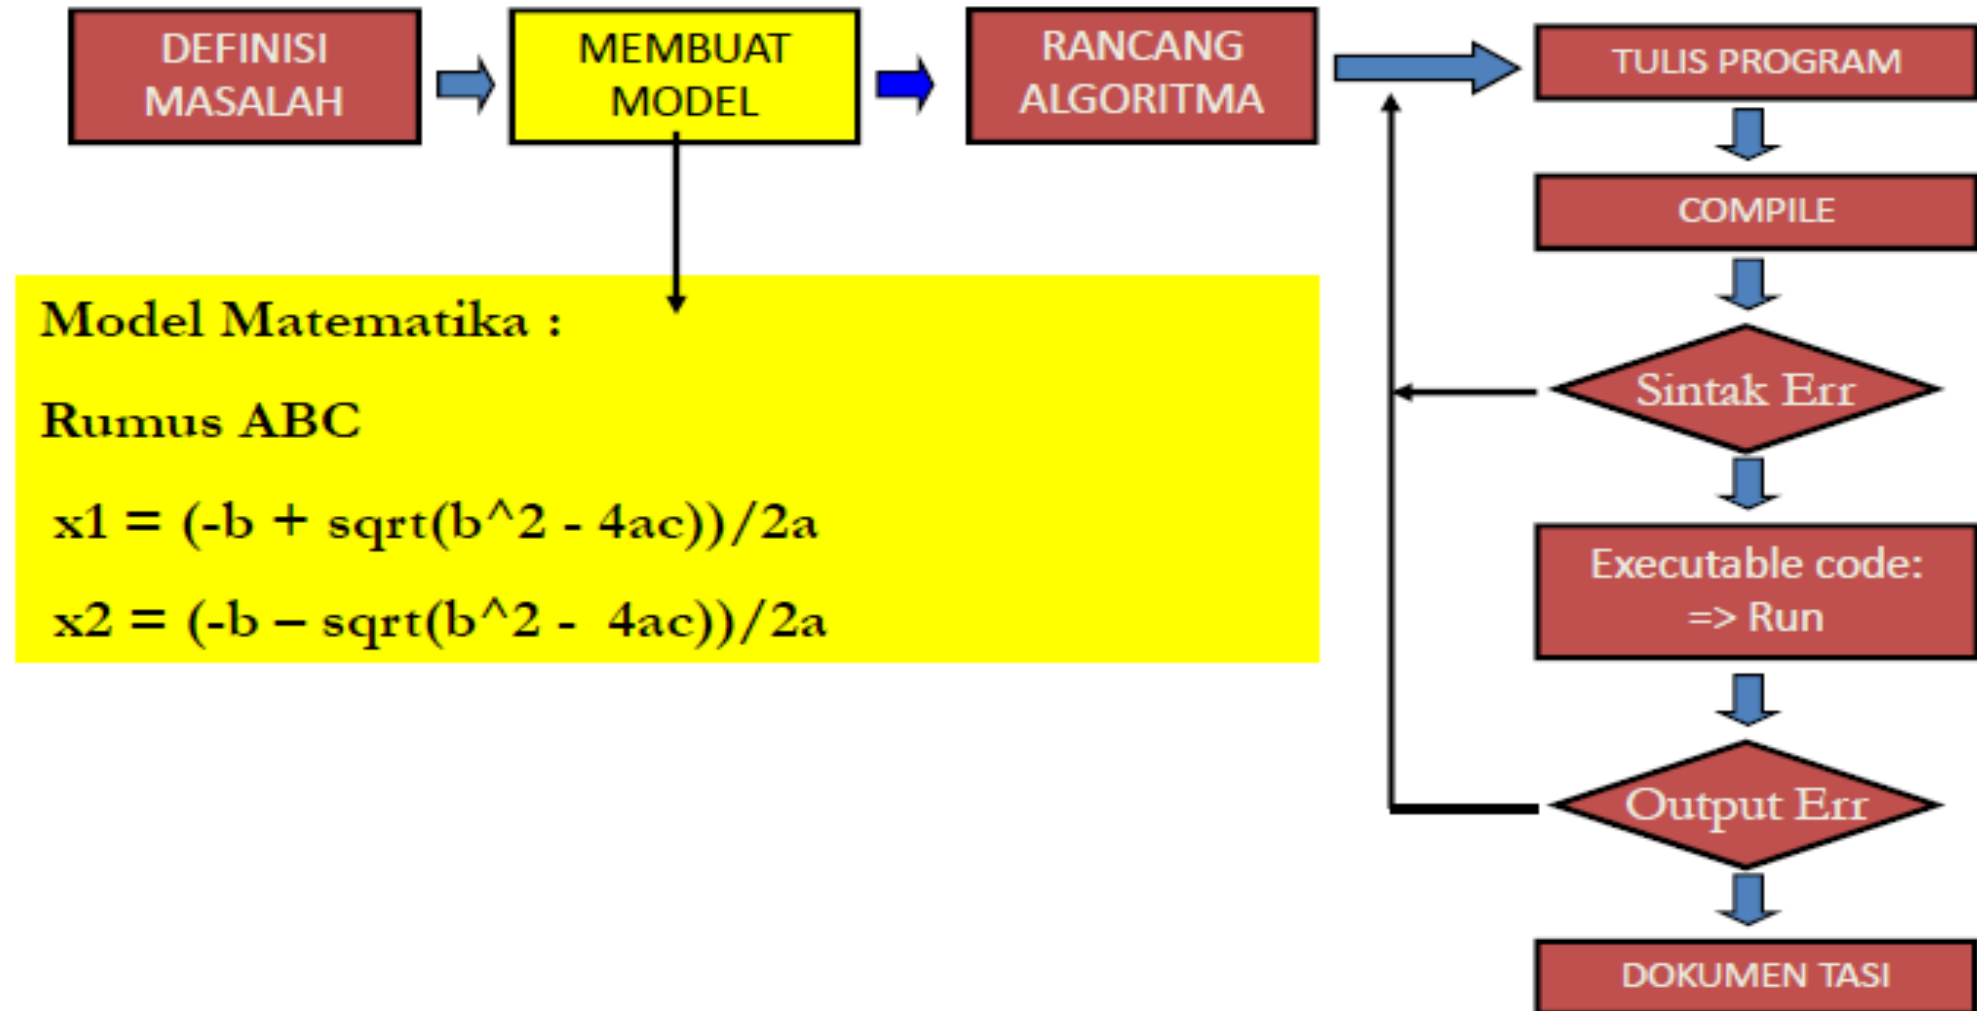 DEFINISI
MASALAH
MEMBUAT
MODEL
RANCANG
ALGORITMA
TULIS PROGRAM
COMPILE
Sintak Err
Executable code:
=> Run
Output Err
DOKUMEN TASI
Model Matematika :
Rumus ABC
x1 = (-b + sqrt(b^2 - 4ac))/2a
x2 = (-b – sqrt(b^2 -  4ac))/2a